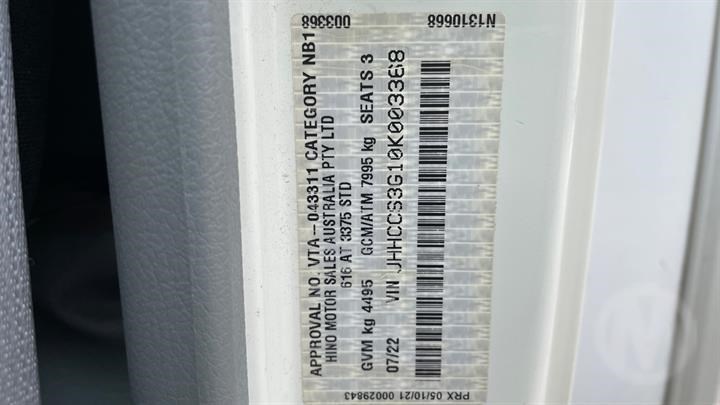 003368 N1310668
APPROVAL NO. VTA-043311 CATEGORY NB1
HINO MOTOR SALES AUSTRALIA PTY LTD
616 AT 3375 STD
GVM kg 4495 GCM/ATM 7995 kg SEATS 3
07/22 VIN JHHCCS3G10K003368
PRX 05/10/21 00029843